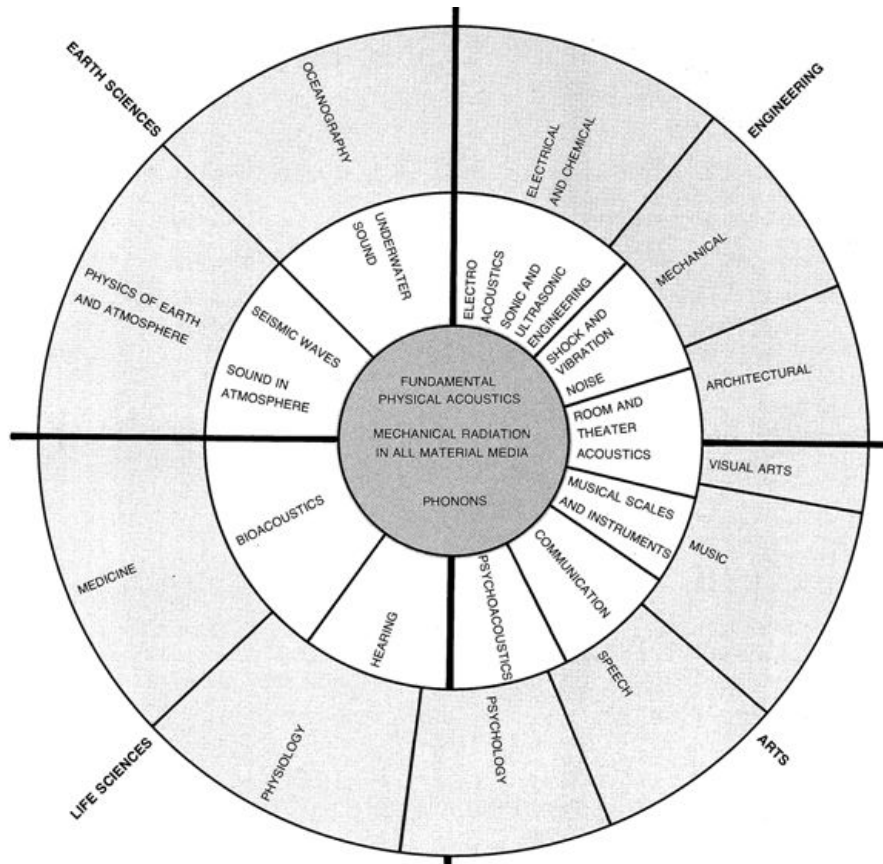 EARTH SCIENCES
ENGINEERING
LIFE SCIENCES
ARTS
OCEANOGRAPHY
ELECTRICAL
AND CHEMICAL
MECHANICAL
ARCHITECTURAL
VISUAL ARTS
MUSIC
SPEECH
PSYCHOLOGY
PHYSIOLOGY
MEDICINE
PHYSICS OF EARTH
AND ATMOSPHERE
UNDERWATER
SOUND
ELECTRO
ACOUSTICS
SONIC AND
ULTRASONIC
ENGINEERING
SHOCK AND
VIBRATION
NOISE
ROOM AND
THEATER
ACOUSTICS
MUSICAL SCALES
AND INSTRUMENTS
COMMUNICATION
PSYCHOACOUSTICS
HEARING
BIOACOUSTICS
SEISMIC WAVES
SOUND IN
ATMOSPHERE
FUNDAMENTAL
PHYSICAL ACOUSTICS
MECHANICAL RADIATION
IN ALL MATERIAL MEDIA
PHONONS